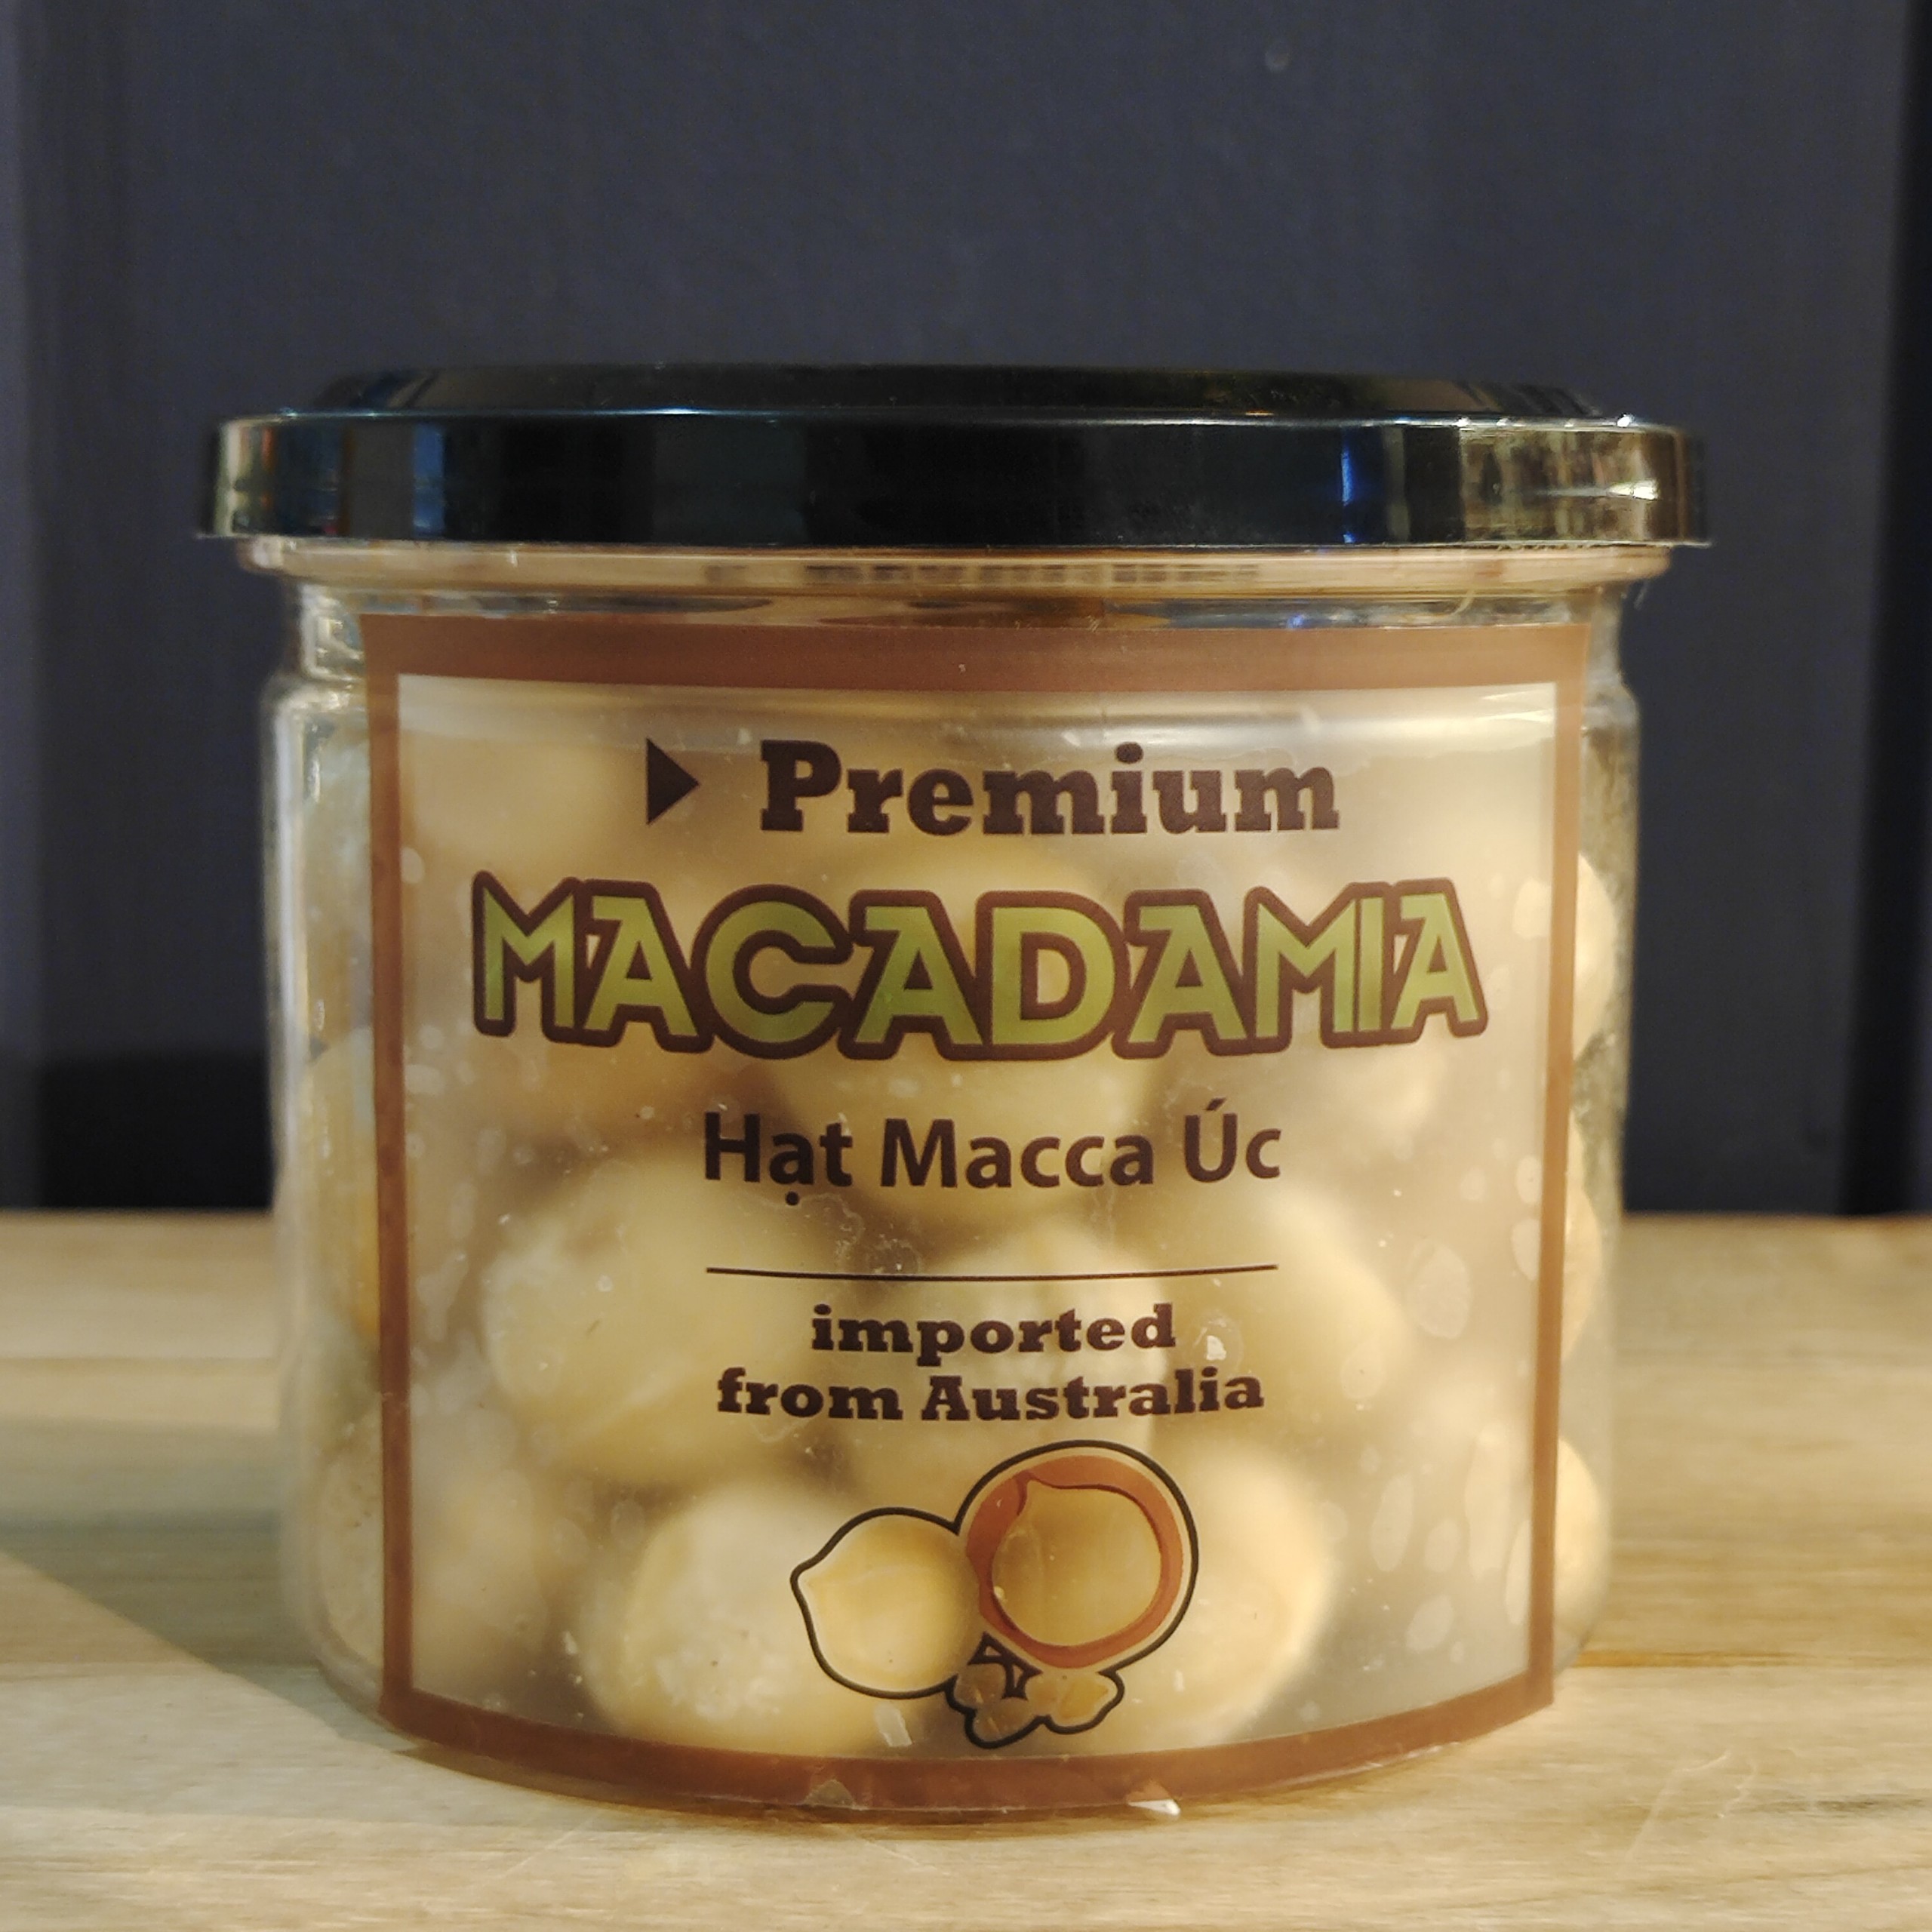 Premium
MACADAMIA
Hạt Macca Úc
imported
from Australia